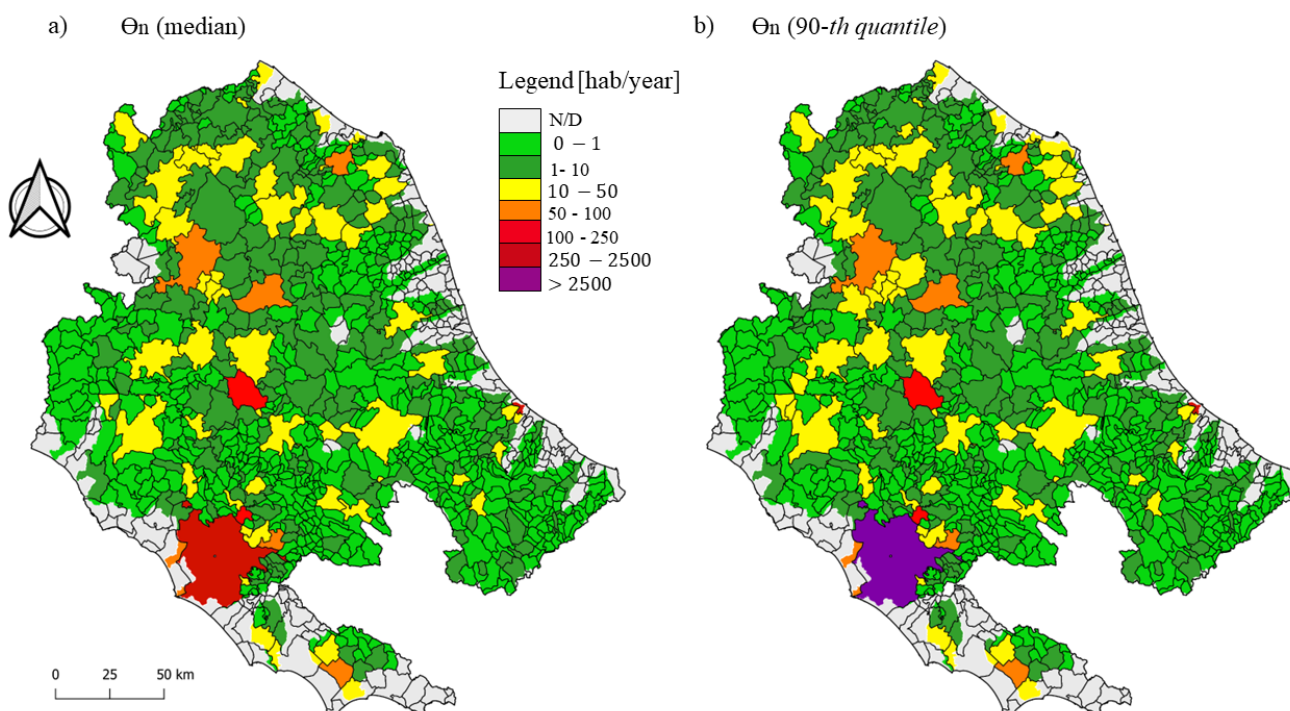 a) ϴn (median)
b) ϴn (90-th quantile)
Legend [hab/year]
N/D
0 – 1
1- 10
10 – 50
50 - 100
100 - 250
250 – 2500
> 2500
0 25 50 km